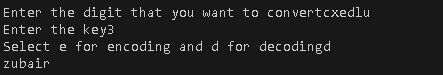 Enter the digit that you want to convertcxedlu
Enter the key3
Select e for encoding and d for decodingd
zubair